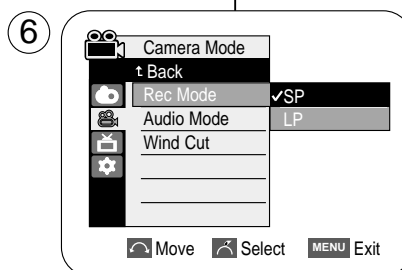 6
Camera Mode
Back
Rec Mode ✓SP
Audio Mode LP
Wind Cut
Move Select MENU Exit